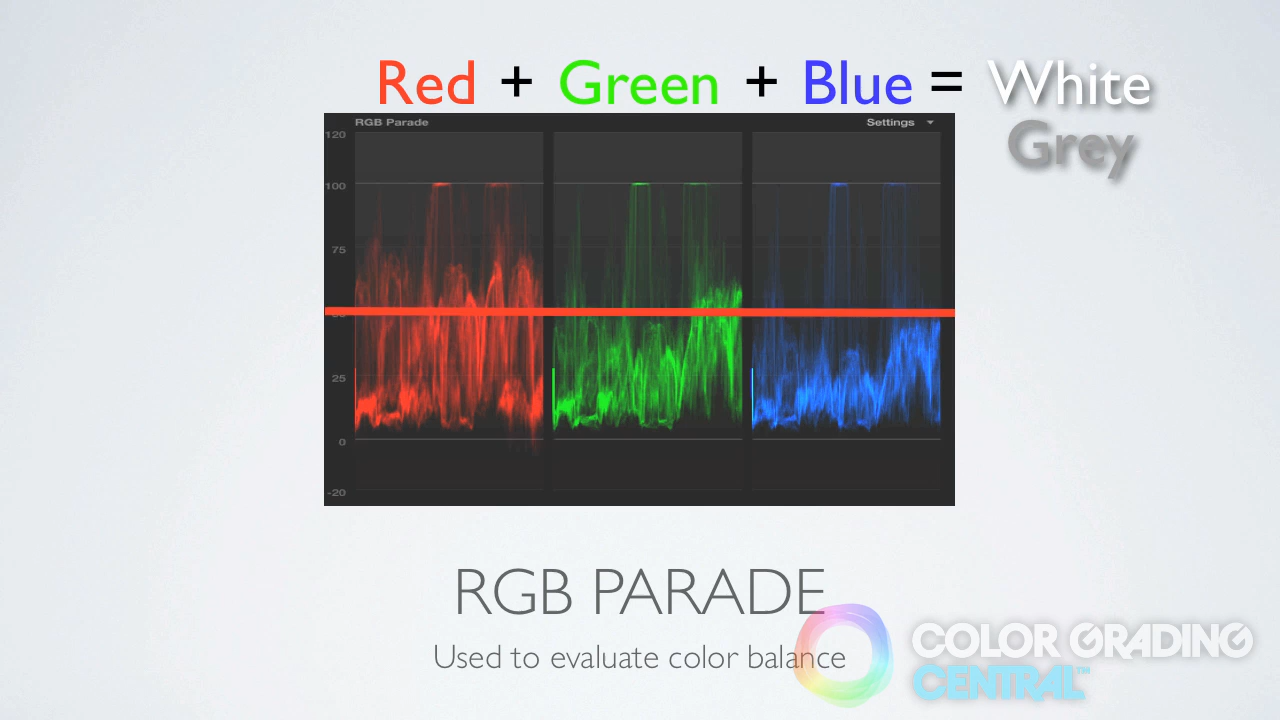 Red + Green + Blue = White
Grey
RGB Parade
Settings
120
100
75
25
0
-20
RGB PARADE
Used to evaluate color balance
COLOR GRADING
CENTRAL™